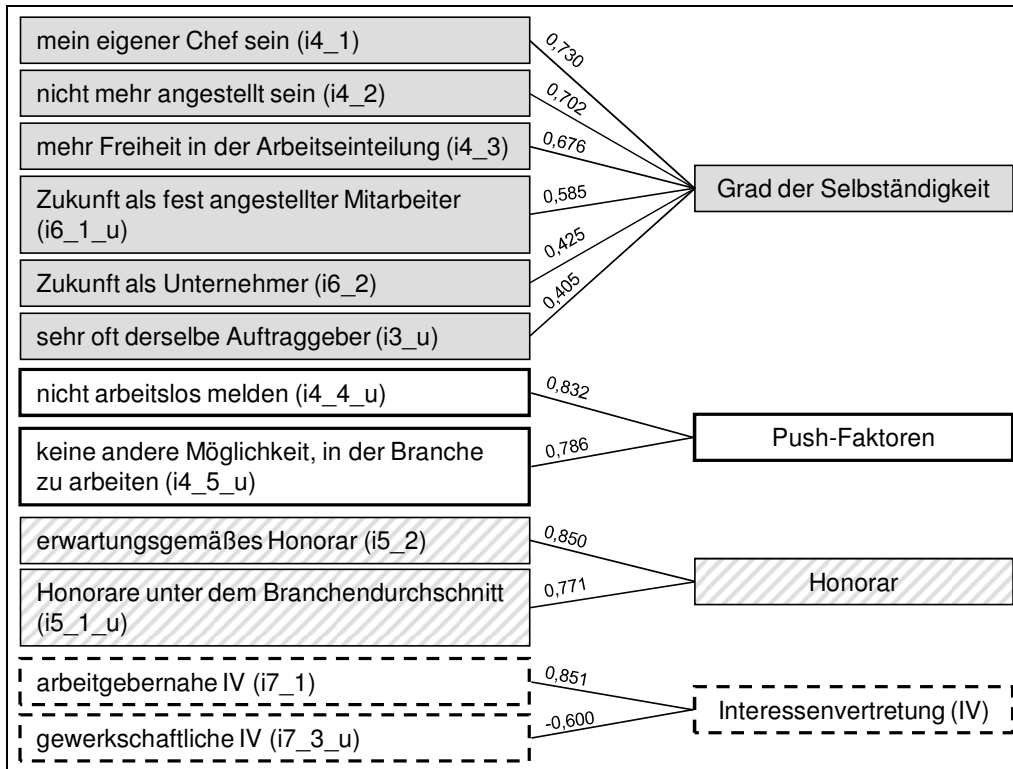 mein eigener Chef sein (i4_1)
0,730
nicht mehr angestellt sein (i4_2)
0,702
mehr Freiheit in der Arbeitseinteilung (i4_3)
0,676
Zukunft als fest angestellter Mitarbeiter
(i6_1_u)
0,585
Grad der Selbständigkeit
Zukunft als Unternehmer (i6_2)
0,425
sehr oft derselbe Auftraggeber (i3_u)
0,405
nicht arbeitslos melden (i4_4_u)
0,832
keine andere Möglichkeit, in der Branche
zu arbeiten (i4_5_u)
0,786
Push-Faktoren
erwartungsgemäßes Honorar (i5_2)
0,850
Honorare unter dem Branchendurchschnitt
(i5_1_u)
0,771
Honorar
arbeitgebernahe IV (i7_1)
0,851
gewerkschaftliche IV (i7_3_u)
-0,600
Interessenvertretung (IV)